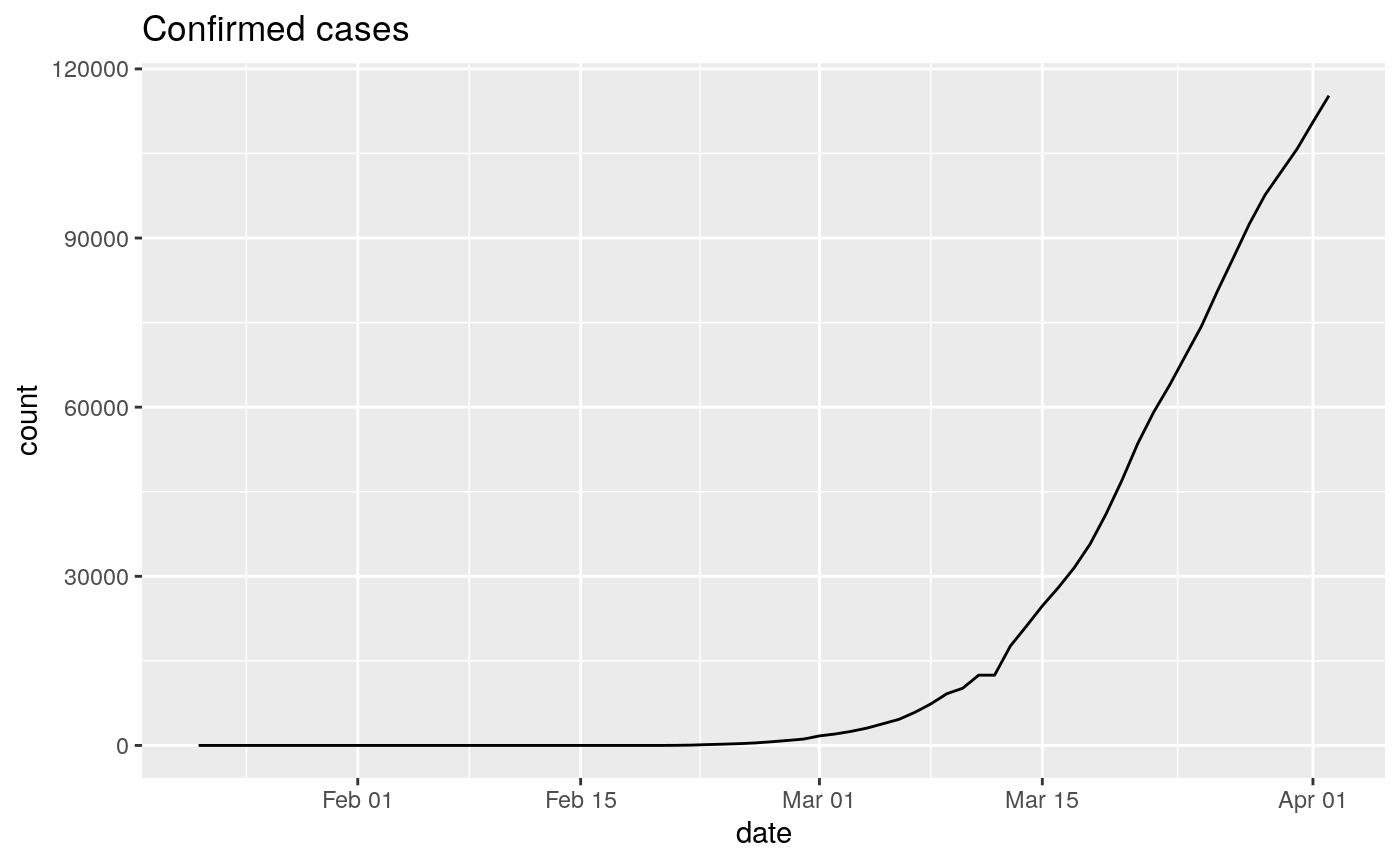 Confirmed cases
120000
90000
60000
30000
0
count
Feb 01
Feb 15
Mar 01
Mar 15
Apr 01
date